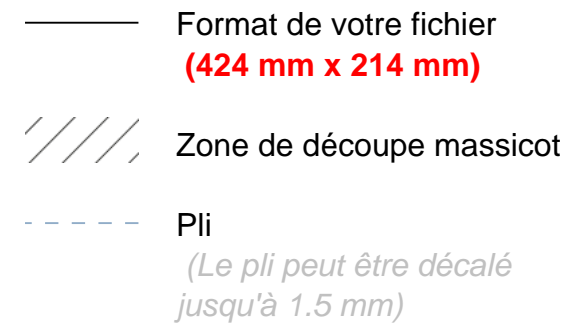 Format de votre fichier
(424 mm x 214 mm)
Zone de découpe massicot
Pli
(Le pli peut être décalé
jusqu'à 1.5 mm)